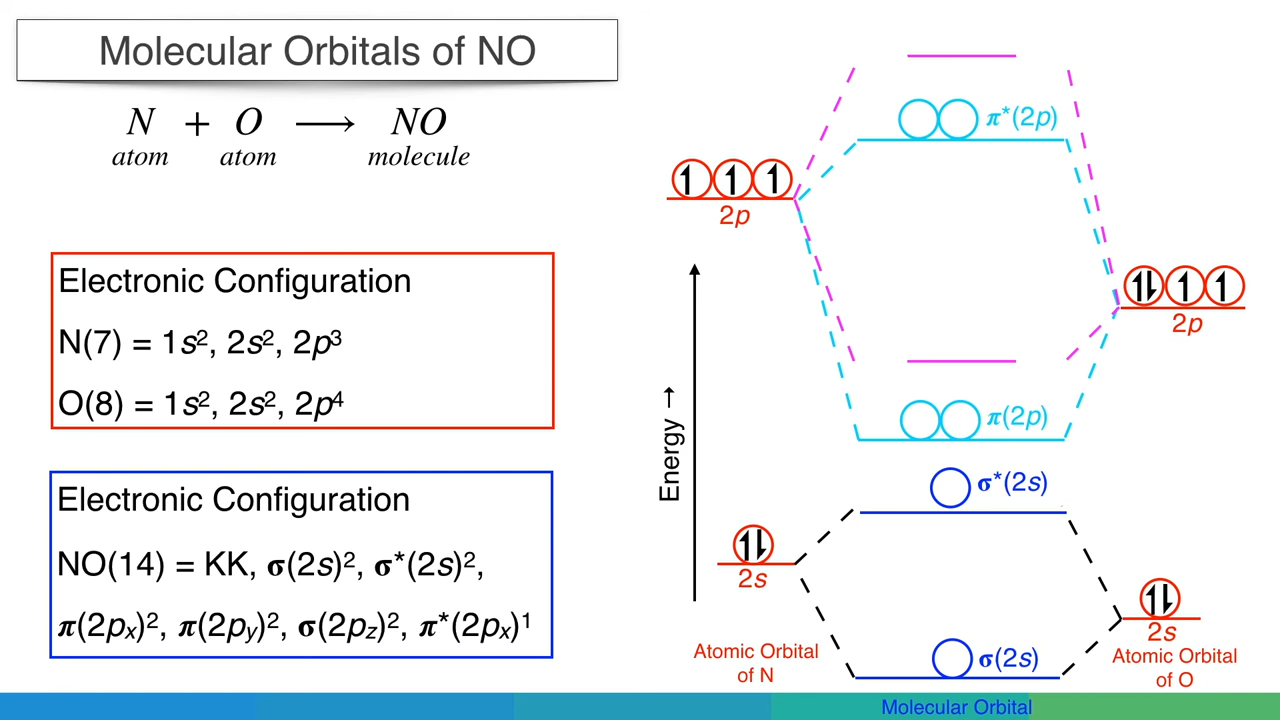 Molecular Orbitals of NO
N + O ⟶ NO
atom atom molecule
Electronic Configuration
N(7) = 1s², 2s², 2p³
O(8) = 1s², 2s², 2p⁴
Electronic Configuration
NO(14) = KK, σ(2s)², σ*(2s)²,
π(2pₓ)², π(2pᵧ)², σ(2p_z)², π*(2pₓ)¹
π*(2p)
2p
2p
π(2p)
Energy →
σ*(2s)
2s
2s
σ(2s)
Atomic Orbital
of N
Atomic Orbital
of O
Molecular Orbital